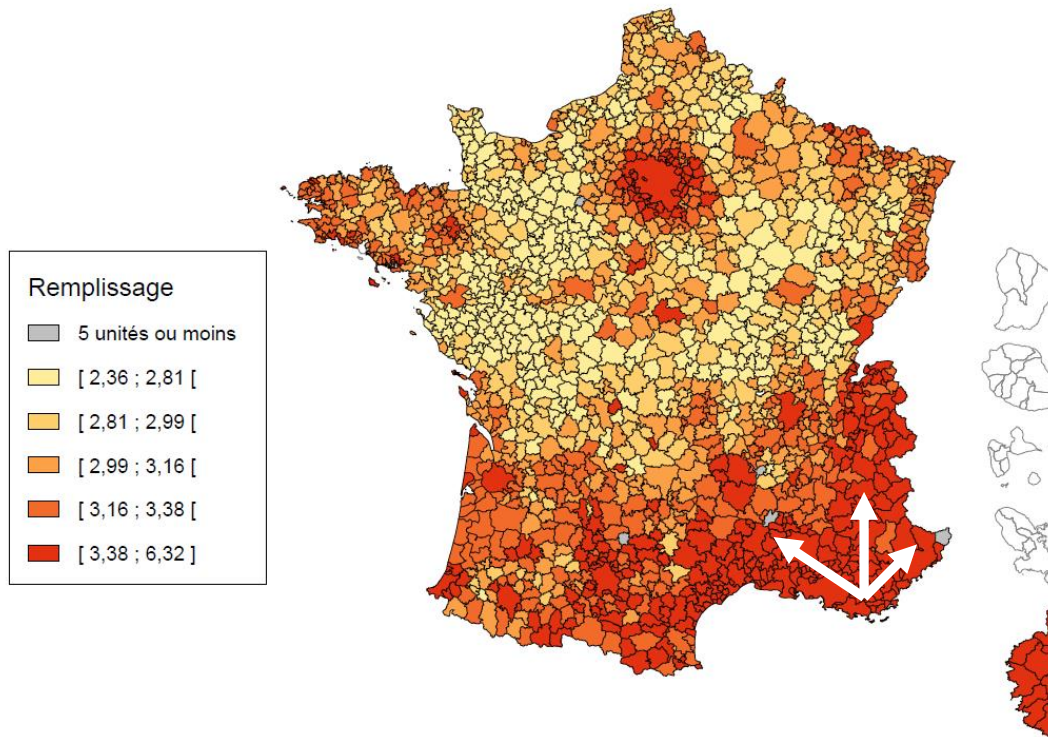 Remplissage
5 unités ou moins
[ 2,36 ; 2,81 [
[ 2,81 ; 2,99 [
[ 2,99 ; 3,16 [
[ 3,16 ; 3,38 [
[ 3,38 ; 6,32 ]